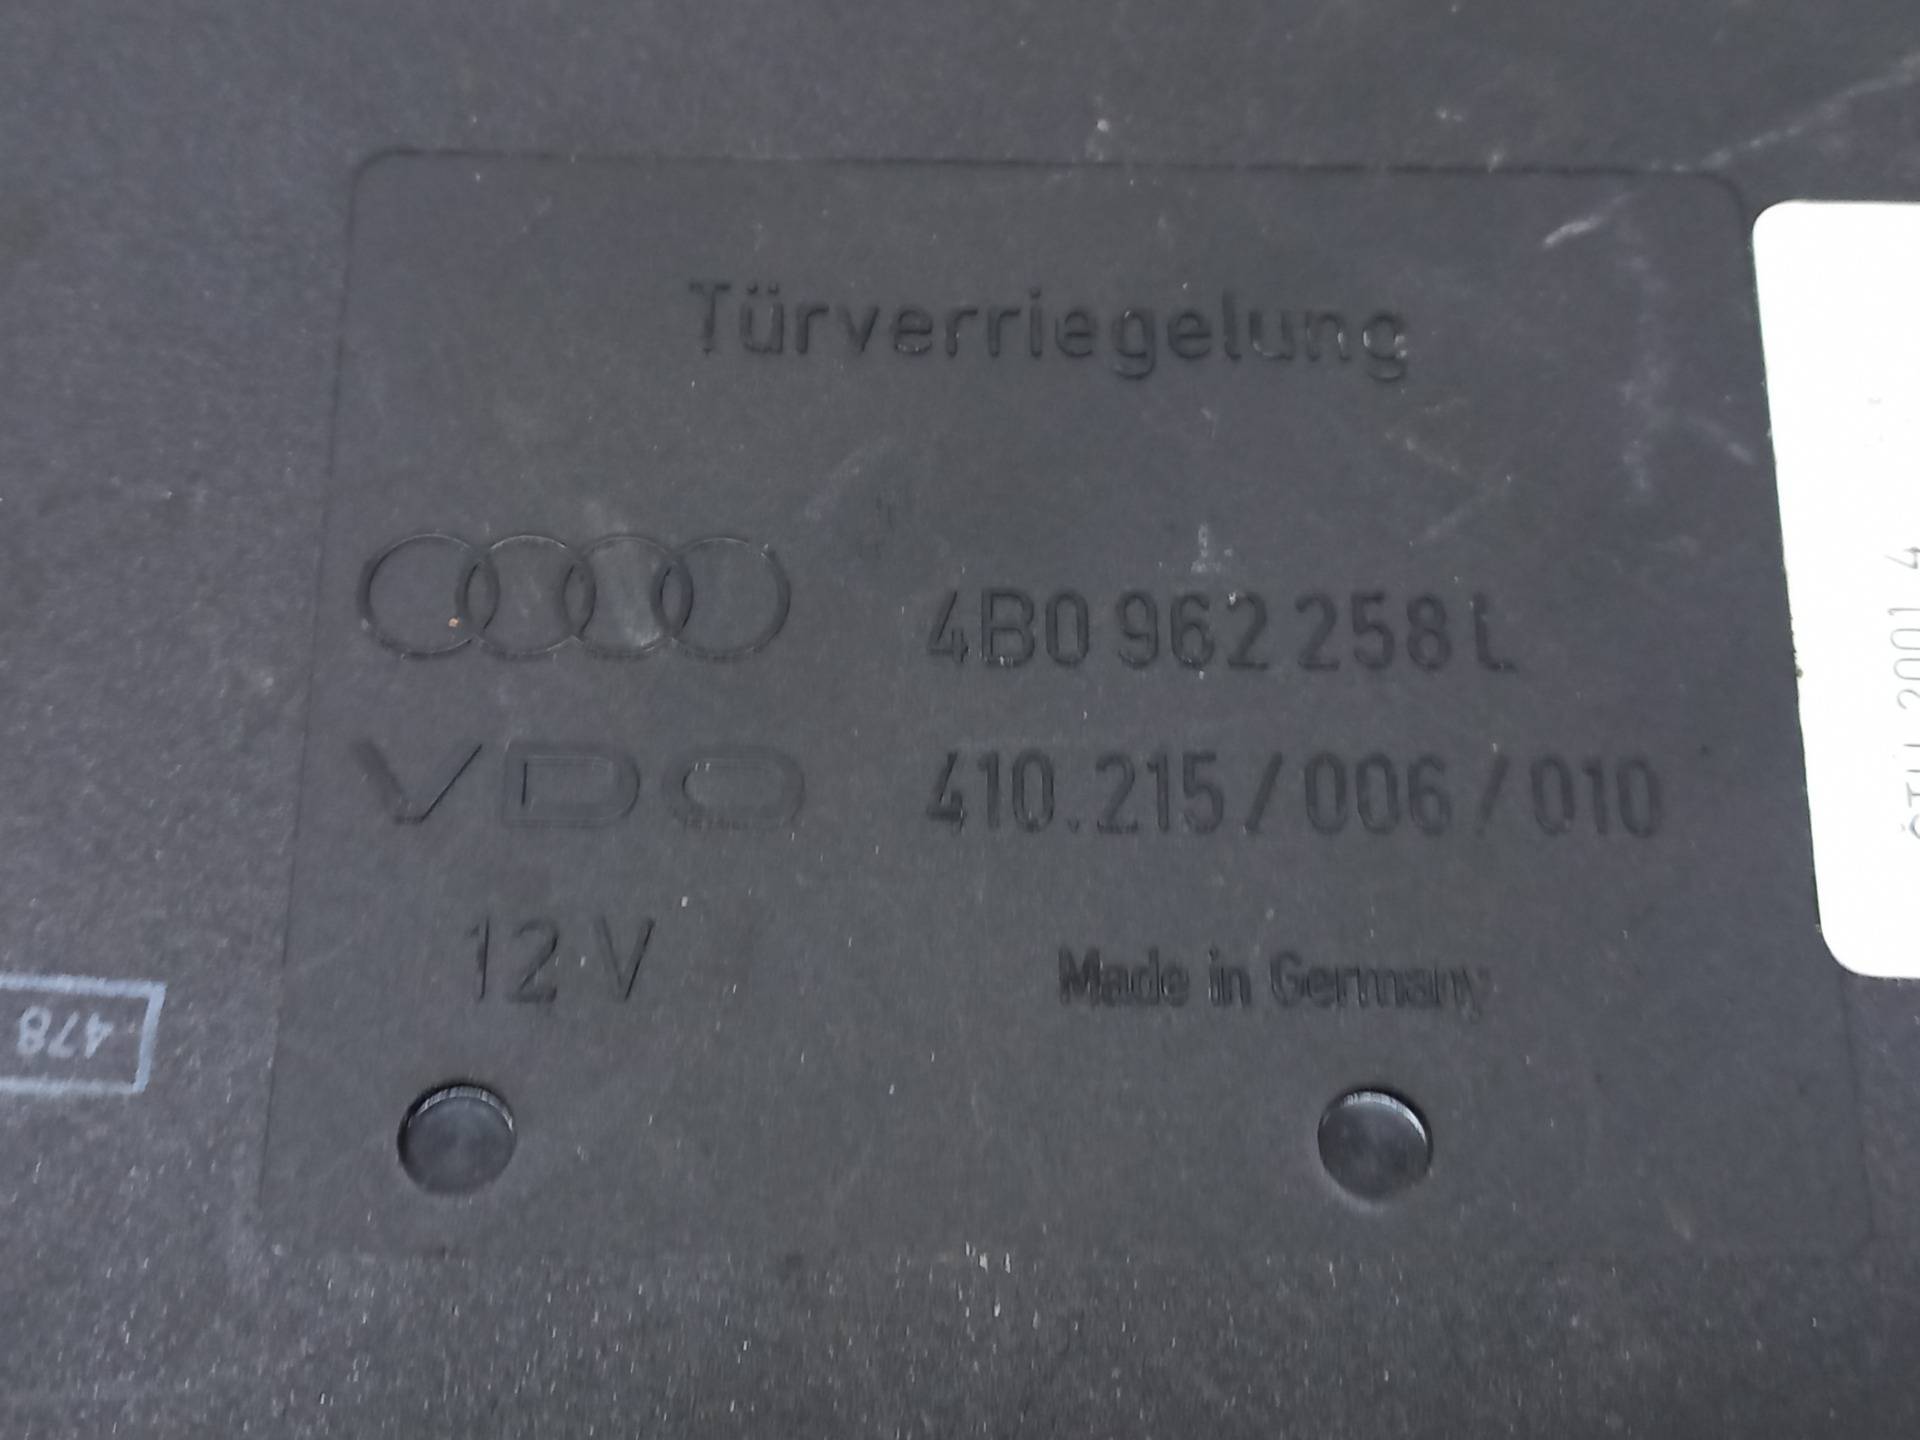 Türverriegelung
4B0 962 258 L
VDO 410.215/006/010
12 V
Made in Germany
478